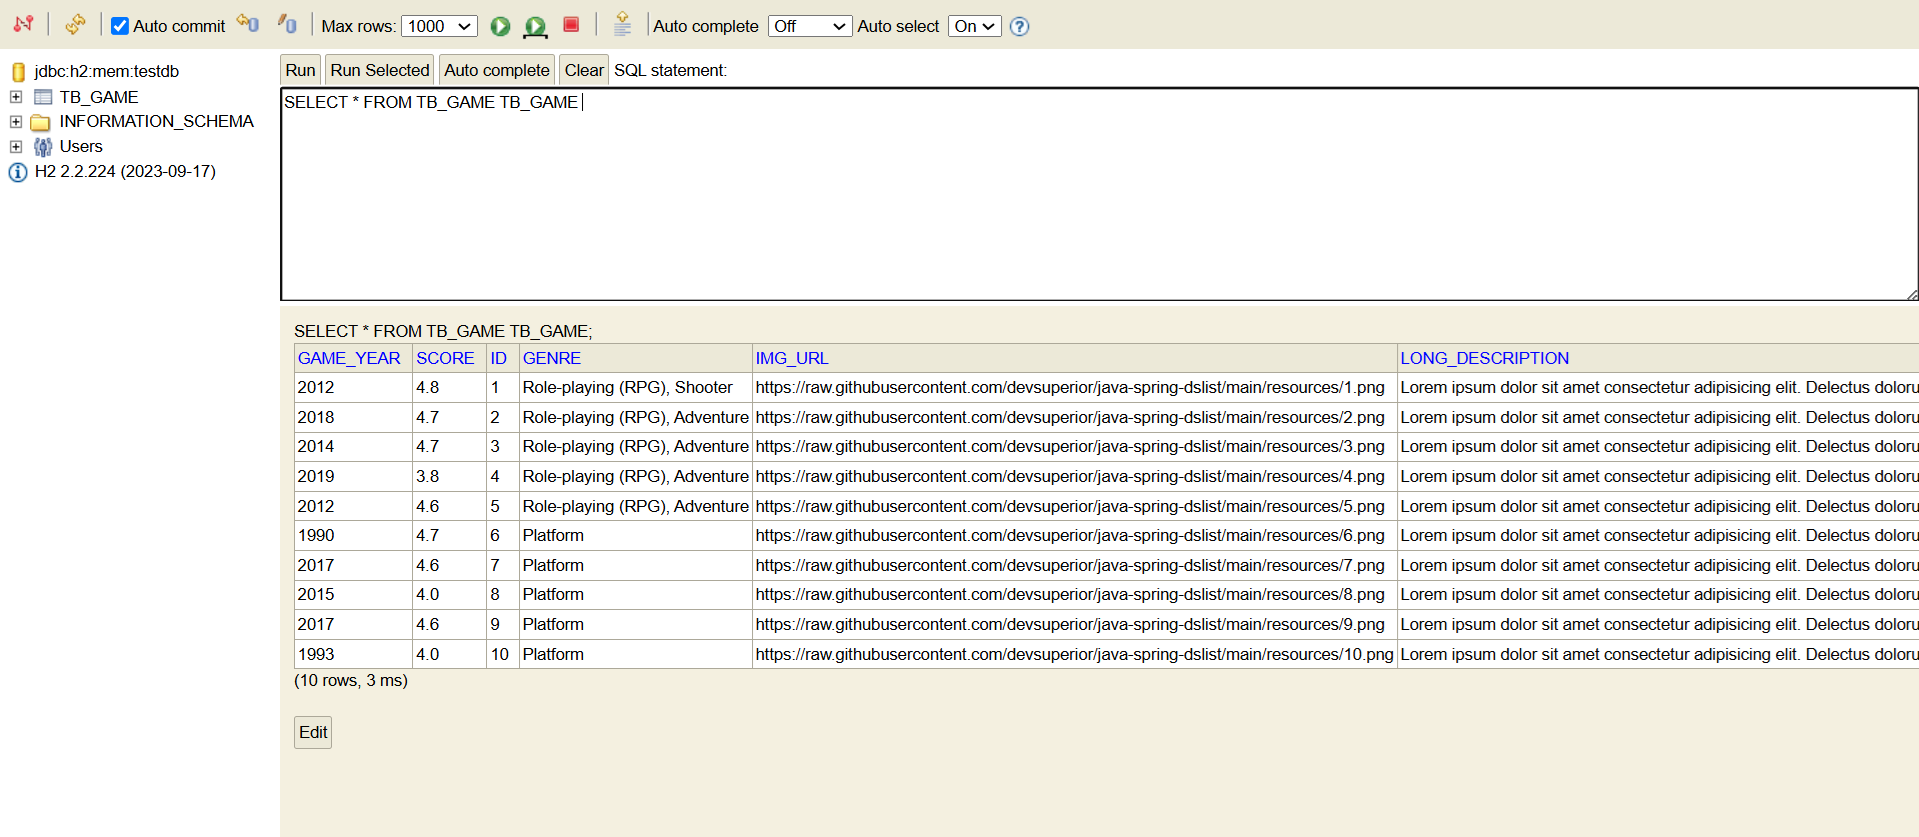 Auto commit Max rows: 1000 Auto complete Off Auto select On ?
jdbc:h2:mem:testdb
TB_GAME
INFORMATION_SCHEMA
Users
H2 2.2.224 (2023-09-17)
Run Run Selected Auto complete Clear SQL statement:
SELECT * FROM TB_GAME TB_GAME
SELECT * FROM TB_GAME TB_GAME;
GAME_YEAR SCORE ID GENRE IMG_URL LONG_DESCRIPTION
2012 4.8 1 Role-playing (RPG), Shooter https://raw.githubusercontent.com/devsuperior/java-spring-dslist/main/resources/1.png Lorem ipsum dolor sit amet consectetur adipisicing elit. Delectus doloru
2018 4.7 2 Role-playing (RPG), Adventure https://raw.githubusercontent.com/devsuperior/java-spring-dslist/main/resources/2.png Lorem ipsum dolor sit amet consectetur adipisicing elit. Delectus doloru
2014 4.7 3 Role-playing (RPG), Adventure https://raw.githubusercontent.com/devsuperior/java-spring-dslist/main/resources/3.png Lorem ipsum dolor sit amet consectetur adipisicing elit. Delectus doloru
2019 3.8 4 Role-playing (RPG), Adventure https://raw.githubusercontent.com/devsuperior/java-spring-dslist/main/resources/4.png Lorem ipsum dolor sit amet consectetur adipisicing elit. Delectus doloru
2012 4.6 5 Role-playing (RPG), Adventure https://raw.githubusercontent.com/devsuperior/java-spring-dslist/main/resources/5.png Lorem ipsum dolor sit amet consectetur adipisicing elit. Delectus doloru
1990 4.7 6 Platform https://raw.githubusercontent.com/devsuperior/java-spring-dslist/main/resources/6.png Lorem ipsum dolor sit amet consectetur adipisicing elit. Delectus doloru
2017 4.6 7 Platform https://raw.githubusercontent.com/devsuperior/java-spring-dslist/main/resources/7.png Lorem ipsum dolor sit amet consectetur adipisicing elit. Delectus doloru
2015 4.0 8 Platform https://raw.githubusercontent.com/devsuperior/java-spring-dslist/main/resources/8.png Lorem ipsum dolor sit amet consectetur adipisicing elit. Delectus doloru
2017 4.6 9 Platform https://raw.githubusercontent.com/devsuperior/java-spring-dslist/main/resources/9.png Lorem ipsum dolor sit amet consectetur adipisicing elit. Delectus doloru
1993 4.0 10 Platform https://raw.githubusercontent.com/devsuperior/java-spring-dslist/main/resources/10.png Lorem ipsum dolor sit amet consectetur adipisicing elit. Delectus doloru
(10 rows, 3 ms)
Edit